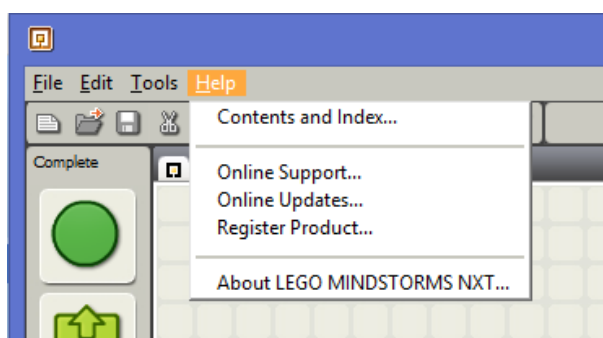 File Edit Tools Help
Contents and Index...
Complete
Online Support...
Online Updates...
Register Product...
About LEGO MINDSTORMS NXT...